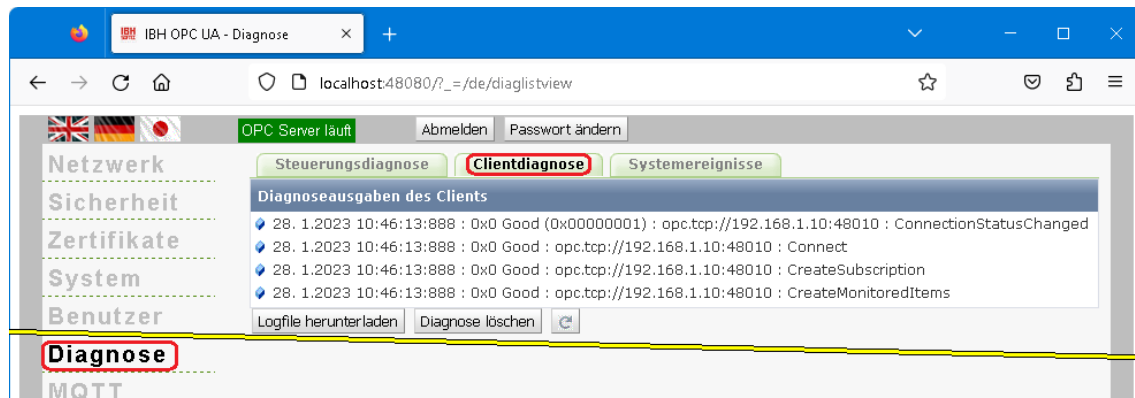 IBH OPC UA - Diagnose
localhost:48080/?_=/de/diaglistview
OPC Server läuft Abmelden Passwort ändern
Netzwerk
Sicherheit
Zertifikate
System
Benutzer
Diagnose
MQTT
Steuerungsdiagnose Clientdiagnose Systemereignisse
Diagnoseausgaben des Clients
28. 1.2023 10:46:13:888 : 0x0 Good (0x00000001) : opc.tcp://192.168.1.10:48010 : ConnectionStatusChanged
28. 1.2023 10:46:13:888 : 0x0 Good : opc.tcp://192.168.1.10:48010 : Connect
28. 1.2023 10:46:13:888 : 0x0 Good : opc.tcp://192.168.1.10:48010 : CreateSubscription
28. 1.2023 10:46:13:888 : 0x0 Good : opc.tcp://192.168.1.10:48010 : CreateMonitoredItems
Logfile herunterladen Diagnose löschen